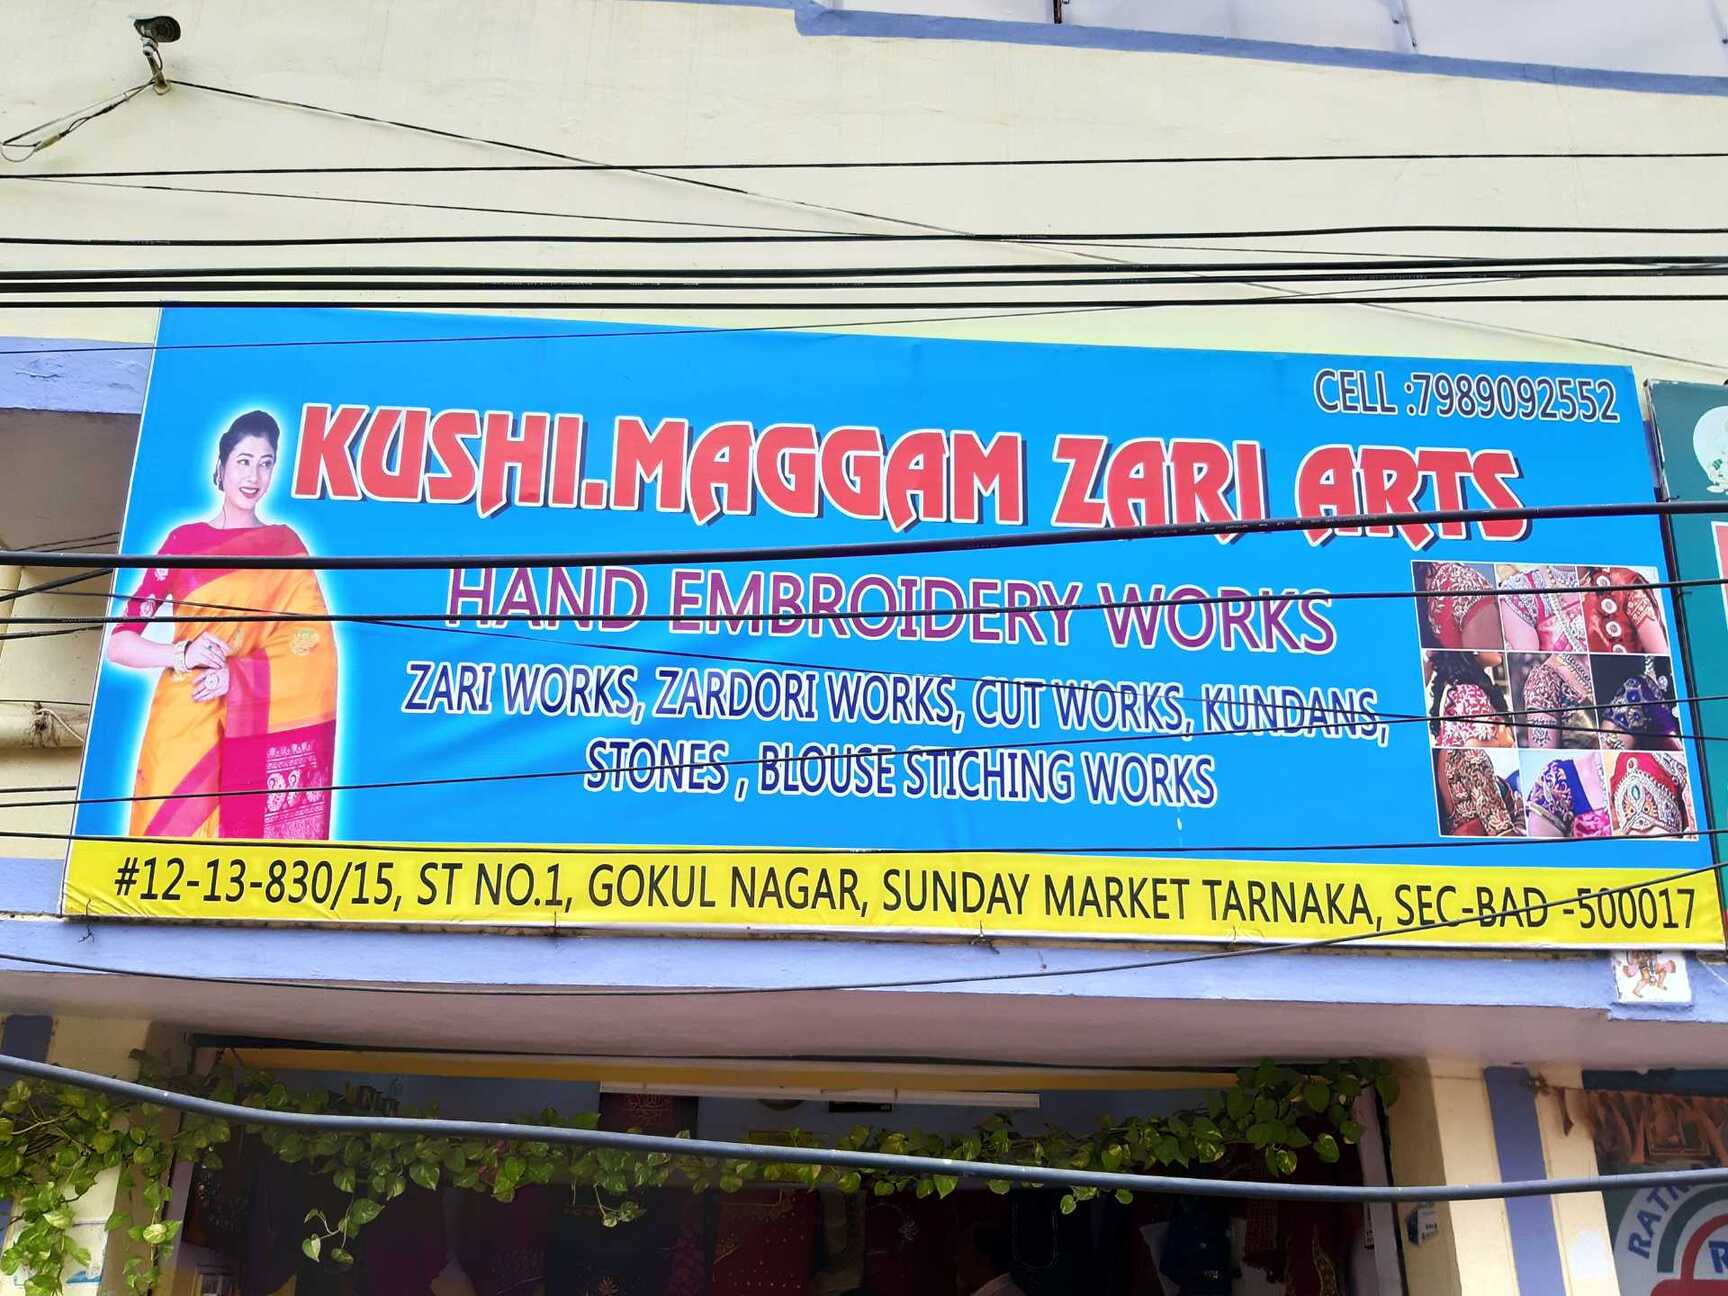 CELL :7989092552
KUSHI.MAGGAM ZARI ARTS
HAND EMBROIDERY WORKS
ZARI WORKS, ZARDORI WORKS, CUT WORKS, KUNDANS,
STONES , BLOUSE STICHING WORKS
#12-13-830/15, ST NO.1, GOKUL NAGAR, SUNDAY MARKET TARNAKA, SEC-BAD -500017